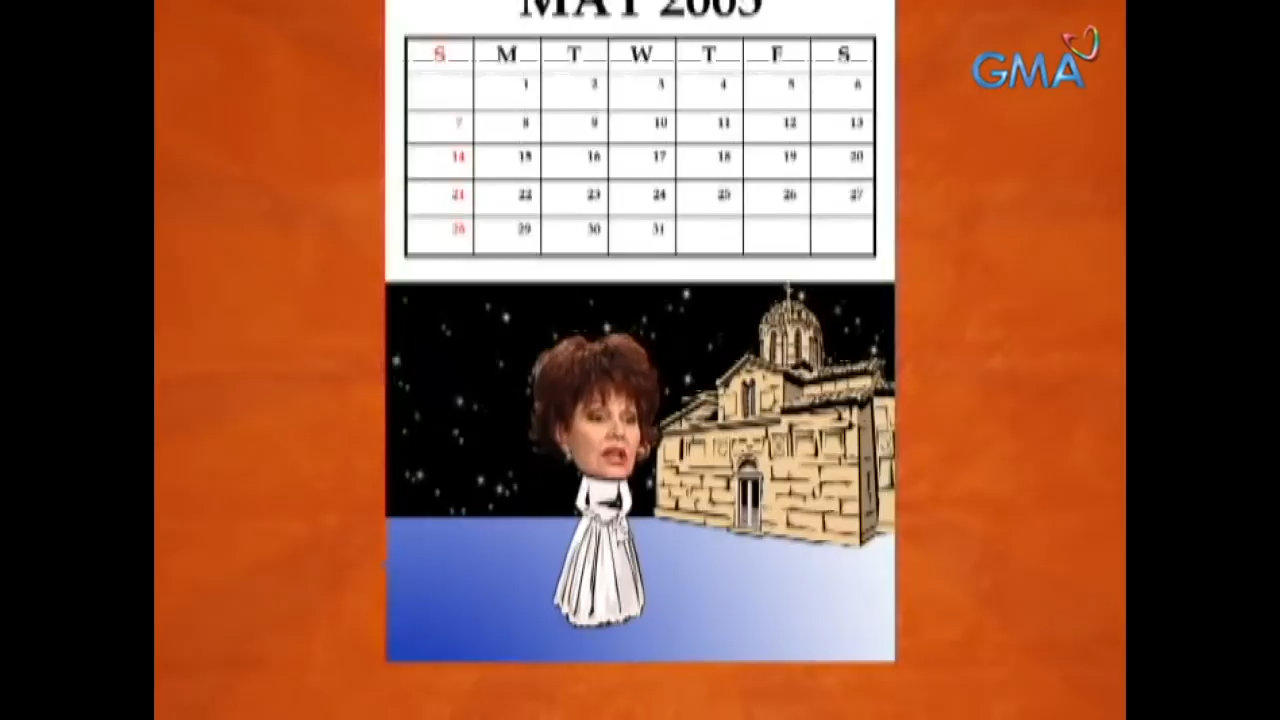 MAY 2005
GMA
S M T W T F S
1 2 3 4 5 6
7 8 9 10 11 12 13
14 15 16 17 18 19 20
21 22 23 24 25 26 27
28 29 30 31